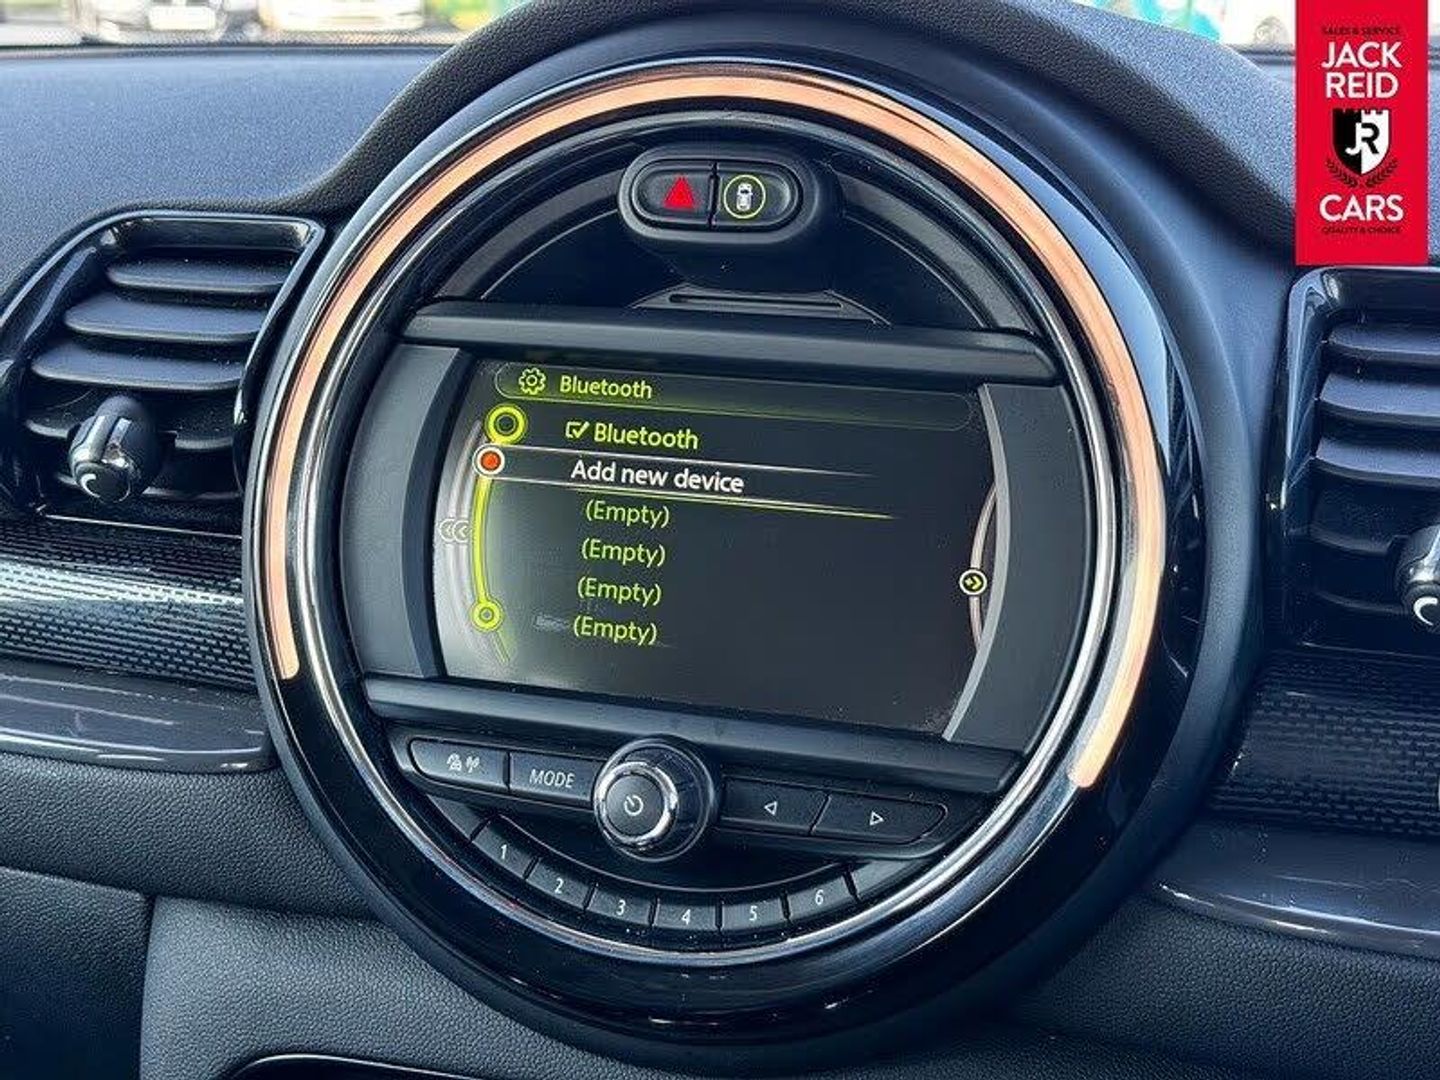 SALES & SERVICE
JACK
REID
JR
CARS
QUALITY & CHOICE
Bluetooth
Bluetooth
Add new device
(Empty)
(Empty)
(Empty)
(Empty)
MODE
1
2
3
4
5
6